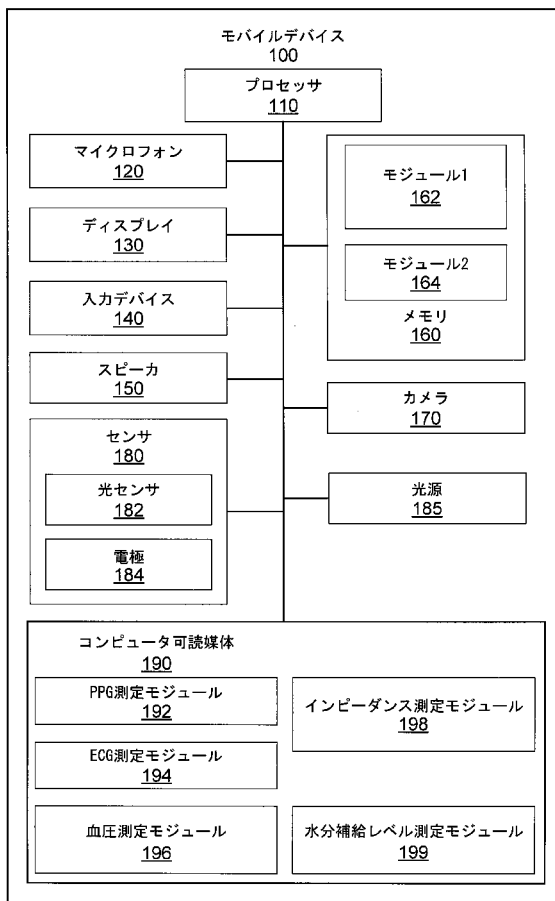 モバイルデバイス
100
プロセッサ
110
マイクロフォン
120
ディスプレイ
130
入力デバイス
140
スピーカ
150
センサ
180
光センサ
182
電極
184
モジュール1
162
モジュール2
164
メモリ
160
カメラ
170
光源
185
コンピュータ可読媒体
190
PPG測定モジュール
192
ECG測定モジュール
194
血圧測定モジュール
196
インピーダンス測定モジュール
198
水分補給レベル測定モジュール
199